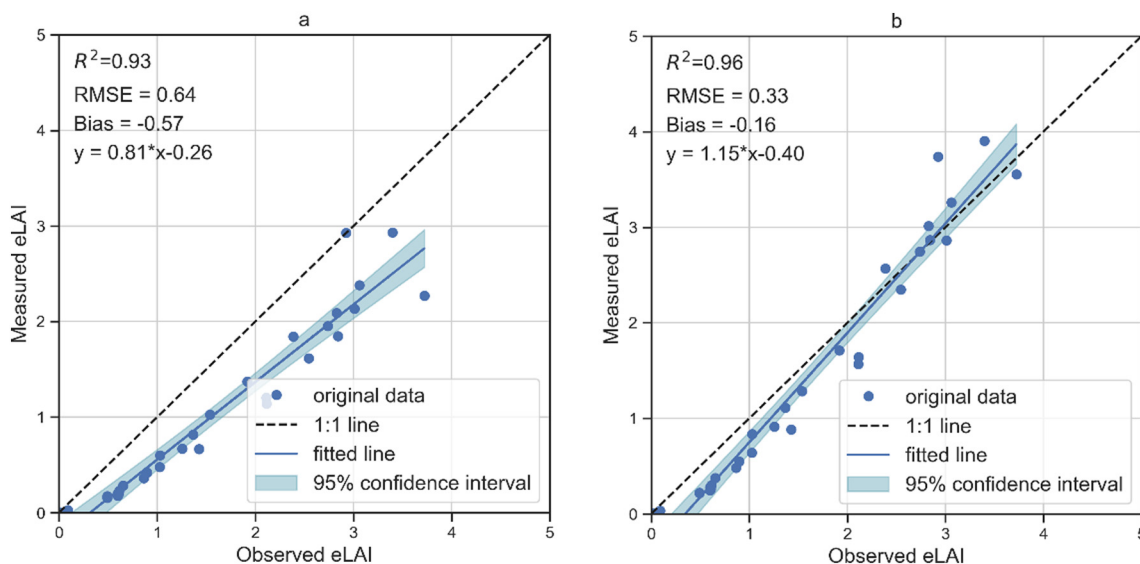 a
5
4
3
2
1
0
R²=0.93
RMSE = 0.64
Bias = -0.57
y = 0.81*x-0.26
original data
1:1 line
fitted line
95% confidence interval
0 1 2 3 4 5
Observed eLAI
Measured eLAI
b
5
4
3
2
1
0
R²=0.96
RMSE = 0.33
Bias = -0.16
y = 1.15*x-0.40
original data
1:1 line
fitted line
95% confidence interval
0 1 2 3 4 5
Observed eLAI
Measured eLAI